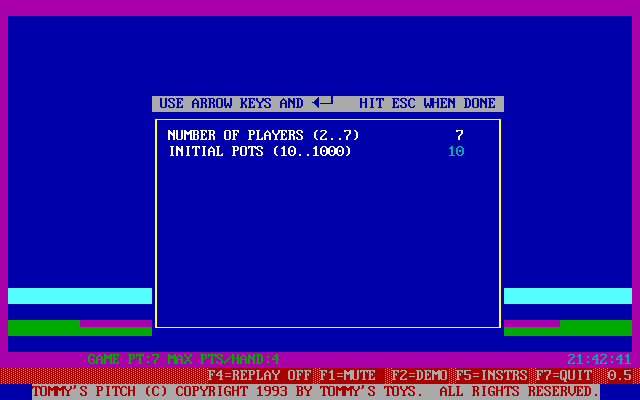 USE ARROW KEYS AND ◄─┘ HIT ESC WHEN DONE
NUMBER OF PLAYERS (2..7) 7
INITIAL POTS (10..1000) 10
GAME PT:7 MAX PTS/HAND:4 21:42:41
F4=REPLAY OFF F1=MUTE F2=DEMO F5=INSTRS F7=QUIT 0.5
TOMMY'S PITCH (C) COPYRIGHT 1993 BY TOMMY'S TOYS. ALL RIGHTS RESERVED.